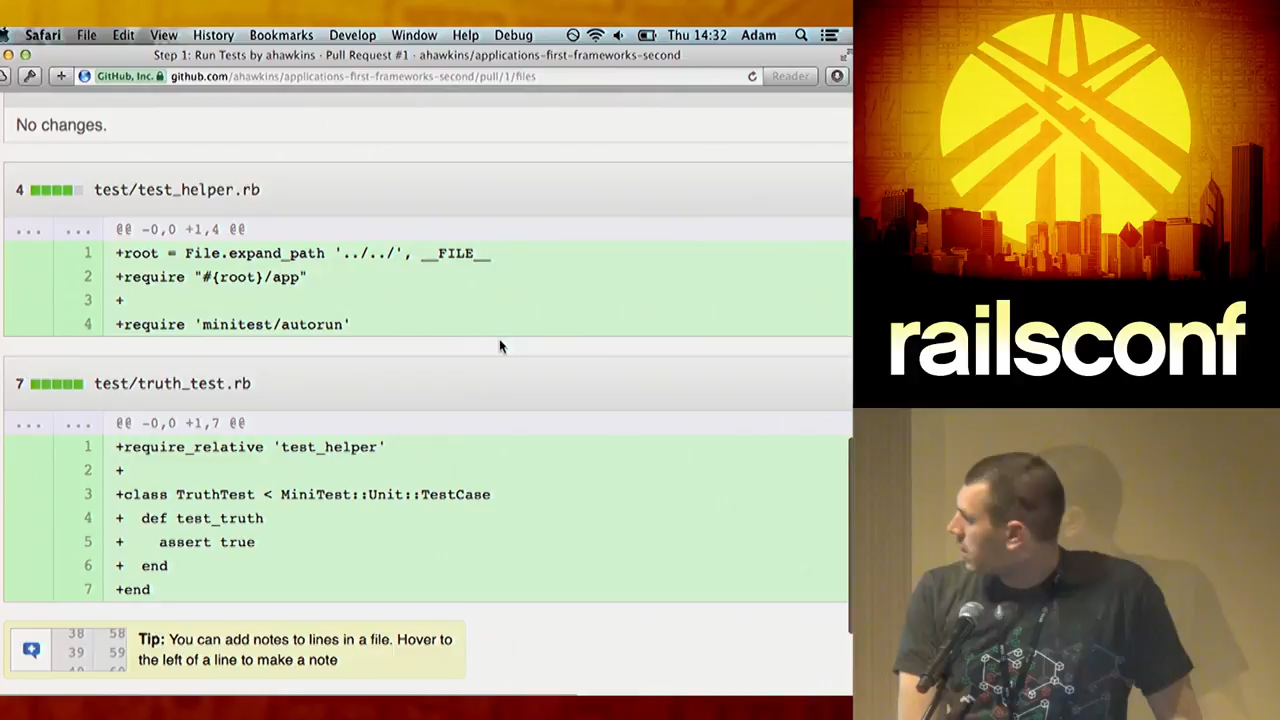 Safari File Edit View History Bookmarks Develop Window Help Debug Thu 14:32 Adam
Step 1: Run Tests by ahawkins · Pull Request #1 · ahawkins/applications-first-frameworks-second
GitHub, Inc. github.com/ahawkins/applications-first-frameworks-second/pull/1/files Reader
No changes.
4 test/test_helper.rb
... ... @@ -0,0 +1,4 @@
1 +root = File.expand_path '../../', __FILE__
2 +require "#{root}/app"
3 +
4 +require 'minitest/autorun'
7 test/truth_test.rb
... ... @@ -0,0 +1,7 @@
1 +require_relative 'test_helper'
2 +
3 +class TruthTest < MiniTest::Unit::TestCase
4 + def test_truth
5 + assert true
6 + end
7 +end
38 58
39 59
Tip: You can add notes to lines in a file. Hover to
the left of a line to make a note
railsconf